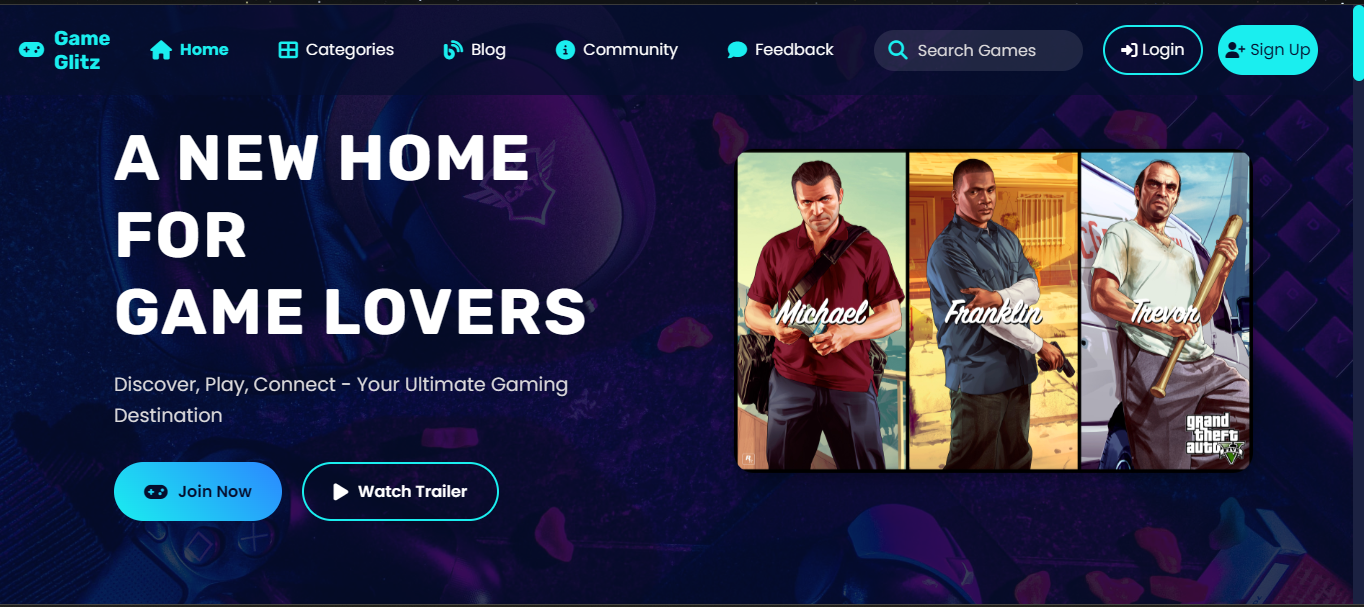 Game
Glitz
Home
Categories
Blog
Community
Feedback
Search Games
Login
Sign Up
A NEW HOME
FOR
GAME LOVERS
Discover, Play, Connect - Your Ultimate Gaming
Destination
Join Now
Watch Trailer
Michael
Franklin
Trevor
grand
theft
auto